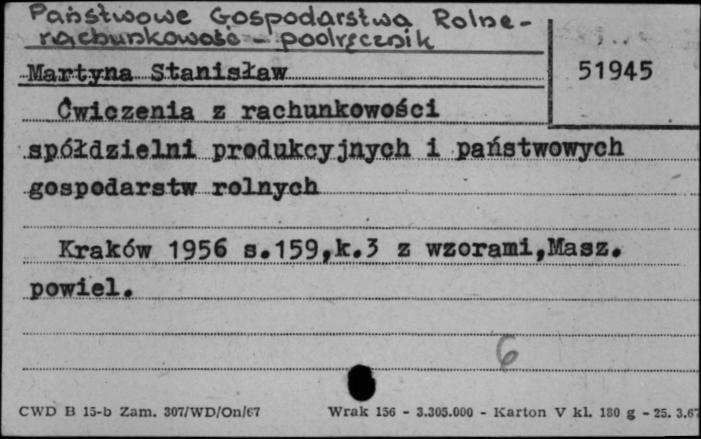 Państwowe Gospodarstwa Rolne -
rachunkowość - podręcznik
Martyna Stanisław
51945
Ćwiczenia z rachunkowości
spółdzielni produkcyjnych i państwowych
gospodarstw rolnych
Kraków 1956 s.159,k.3 z wzorami,Masz.
powiel.
6
CWD B 15-b Zam. 307/WD/On/67 Wrak 156 - 3.305.000 - Karton V kl. 180 g - 25. 3.67